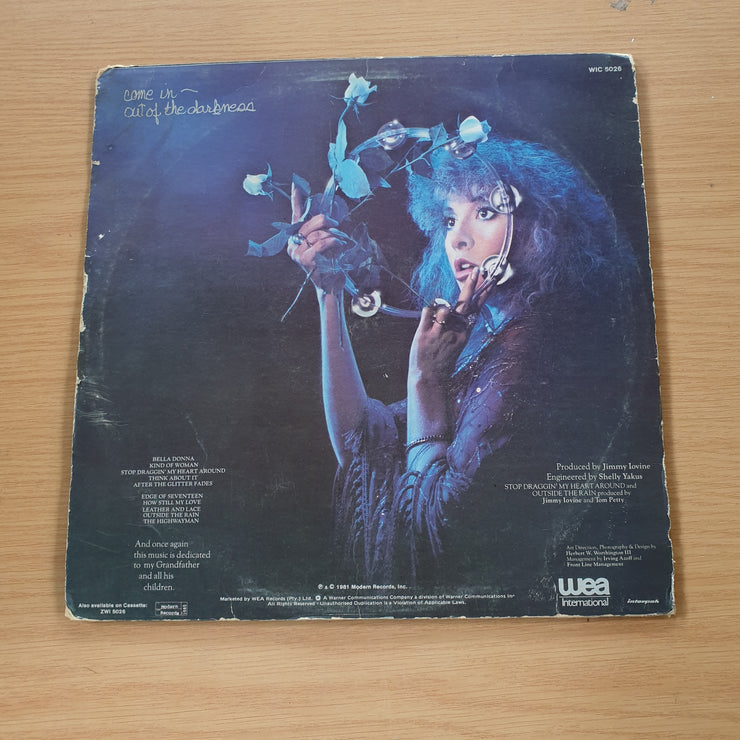 WIC 5026
come in ~
out of the darkness
BELLA DONNA
KIND OF WOMAN
STOP DRAGGIN' MY HEART AROUND
THINK ABOUT IT
AFTER THE GLITTER FADES
EDGE OF SEVENTEEN
HOW STILL MY LOVE
LEATHER AND LACE
OUTSIDE THE RAIN
THE HIGHWAYMAN
And once again
this music is dedicated
to my Grandfather
and all his
children.
Produced by Jimmy Iovine
Engineered by Shelly Yakus
STOP DRAGGIN' MY HEART AROUND and
OUTSIDE THE RAIN produced by
Jimmy Iovine and Tom Petty
Art Direction, Photography & Design by
Herbert W. Worthington III
Management by Irving Azoff and
Front Line Management
Also available on Cassette:
ZWI 5026
Modern
Records
℗ & © 1981 Modern Records, Inc.
Marketed by WEA Records (Pty.) Ltd. A Warner Communications Company a division of Warner Communications Inc
All Rights Reserved · Unauthorised Duplication is a Violation of Applicable Laws.
wea
International
interpak